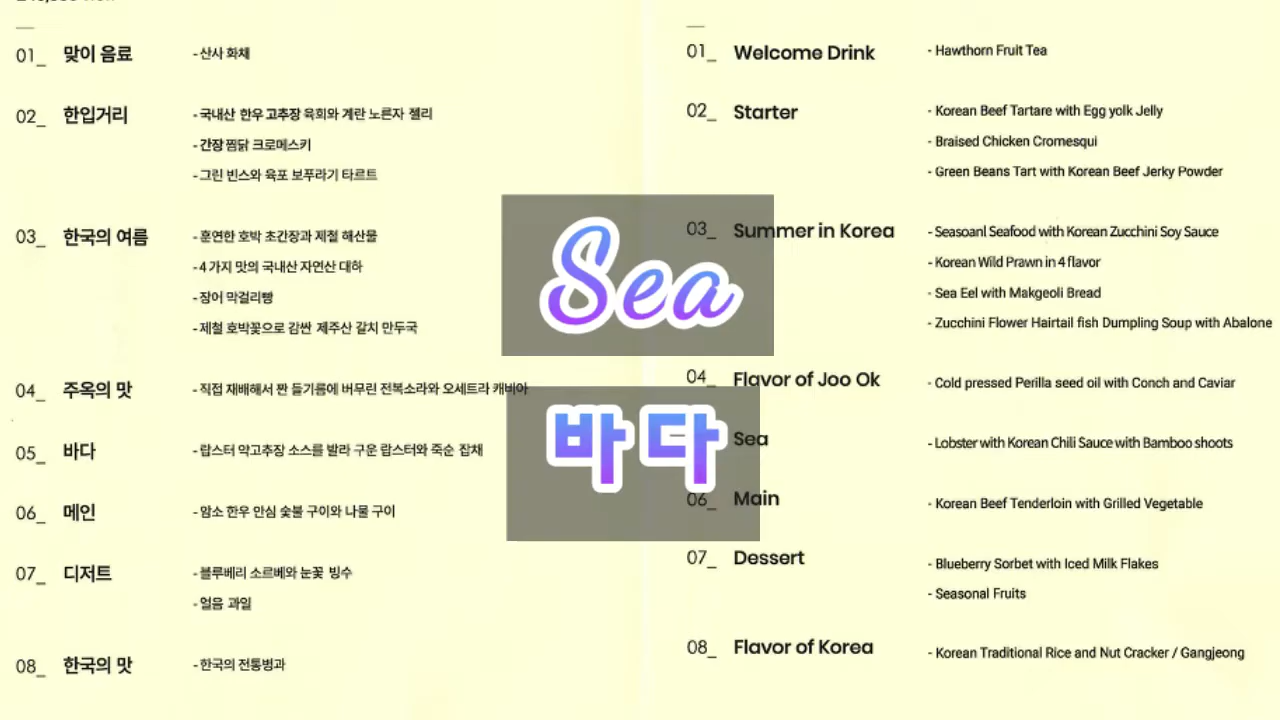 01_ 맞이 음료 - 산사 화채
02_ 한입거리 - 국내산 한우 고추장 육회와 계란 노른자 젤리
- 간장 찜닭 크로메스키
- 그린 빈스와 육포 보푸라기 타르트
03_ 한국의 여름 - 훈연한 호박 초간장과 제철 해산물
- 4가지 맛의 국내산 자연산 대하
- 장어 막걸리빵
- 제철 호박꽃으로 감싼 제주산 갈치 만두국
04_ 주옥의 맛 - 직접 재배해서 짠 들기름에 버무린 전복소라와 오세트라 캐비아
05_ 바다 - 랍스터 약고추장 소스를 발라 구운 랍스터와 죽순 잡채
06_ 메인 - 암소 한우 안심 숯불 구이와 나물 구이
07_ 디저트 - 블루베리 소르베와 눈꽃 빙수
- 얼음 과일
08_ 한국의 맛 - 한국의 전통병과
Sea
바다
01_ Welcome Drink - Hawthorn Fruit Tea
02_ Starter - Korean Beef Tartare with Egg yolk Jelly
- Braised Chicken Cromesqui
- Green Beans Tart with Korean Beef Jerky Powder
03_ Summer in Korea - Seasoanl Seafood with Korean Zucchini Soy Sauce
- Korean Wild Prawn in 4 flavor
- Sea Eel with Makgeoli Bread
- Zucchini Flower Hairtail fish Dumpling Soup with Abalone
04_ Flavor of Joo Ok - Cold pressed Perilla seed oil with Conch and Caviar
Sea - Lobster with Korean Chili Sauce with Bamboo shoots
06_ Main - Korean Beef Tenderloin with Grilled Vegetable
07_ Dessert - Blueberry Sorbet with Iced Milk Flakes
- Seasonal Fruits
08_ Flavor of Korea - Korean Traditional Rice and Nut Cracker / Gangjeong